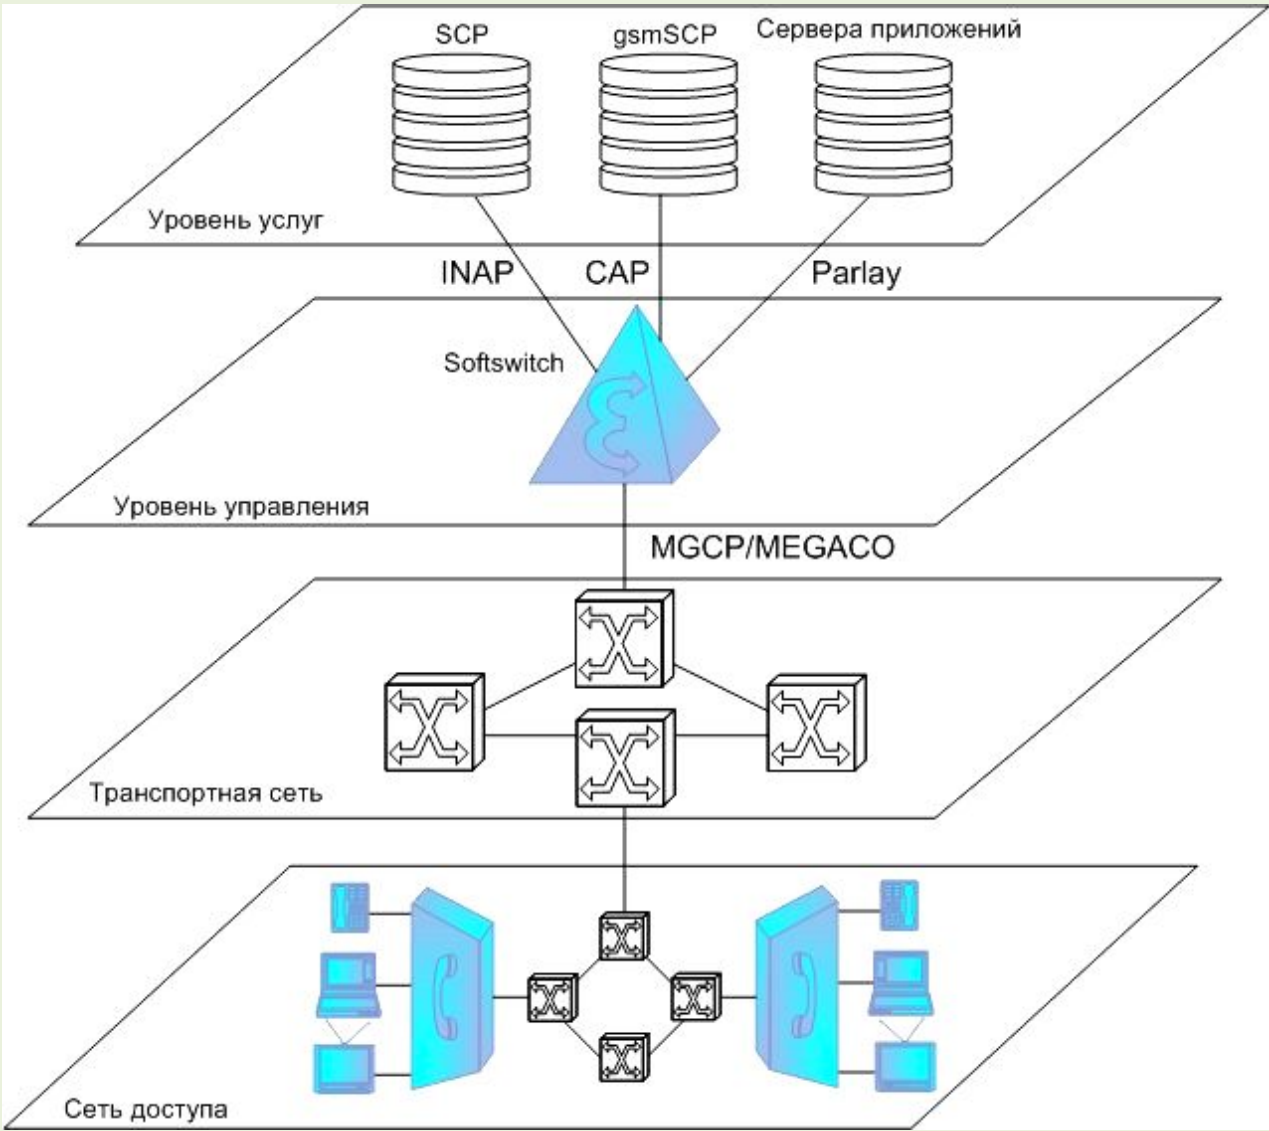 SCP
gsmSCP
Сервера приложений
Уровень услуг
INAP
CAP
Parlay
Softswitch
Уровень управления
MGCP/MEGACO
Транспортная сеть
Сеть доступа